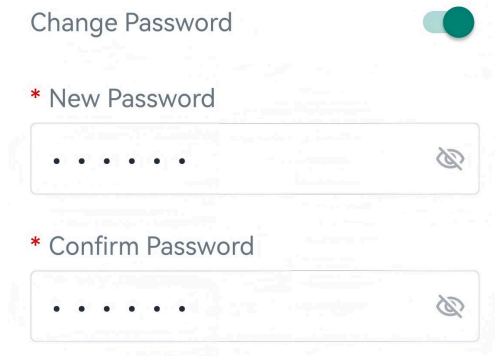 Change Password
* New Password
••••••
* Confirm Password
••••••